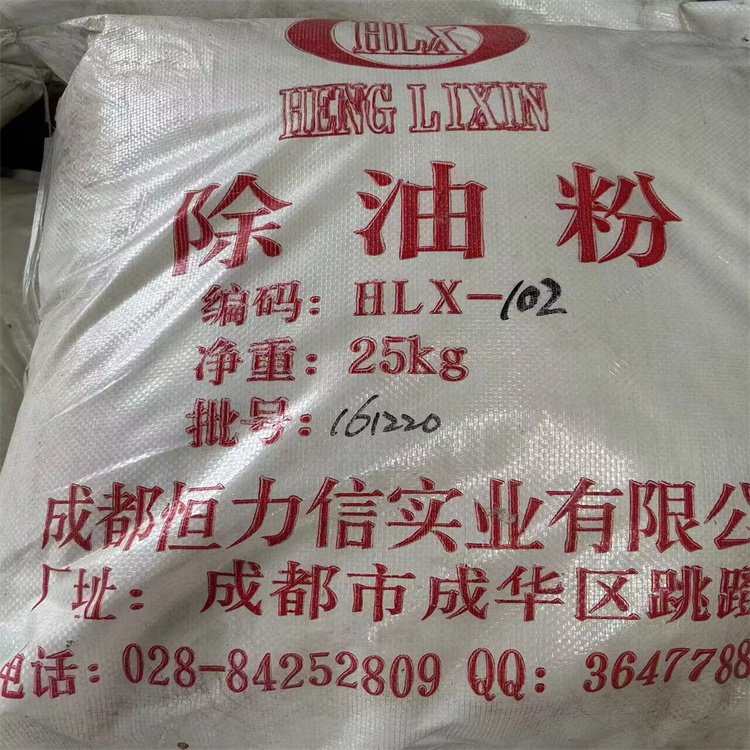 HLX
HENG LIXIN
除油粉
编码：HLX-102
净重：25kg
批号：161220
成都恒力信实业有限公
厂址：成都市成华区跳蹬
电话：028-84252809 QQ：3647788